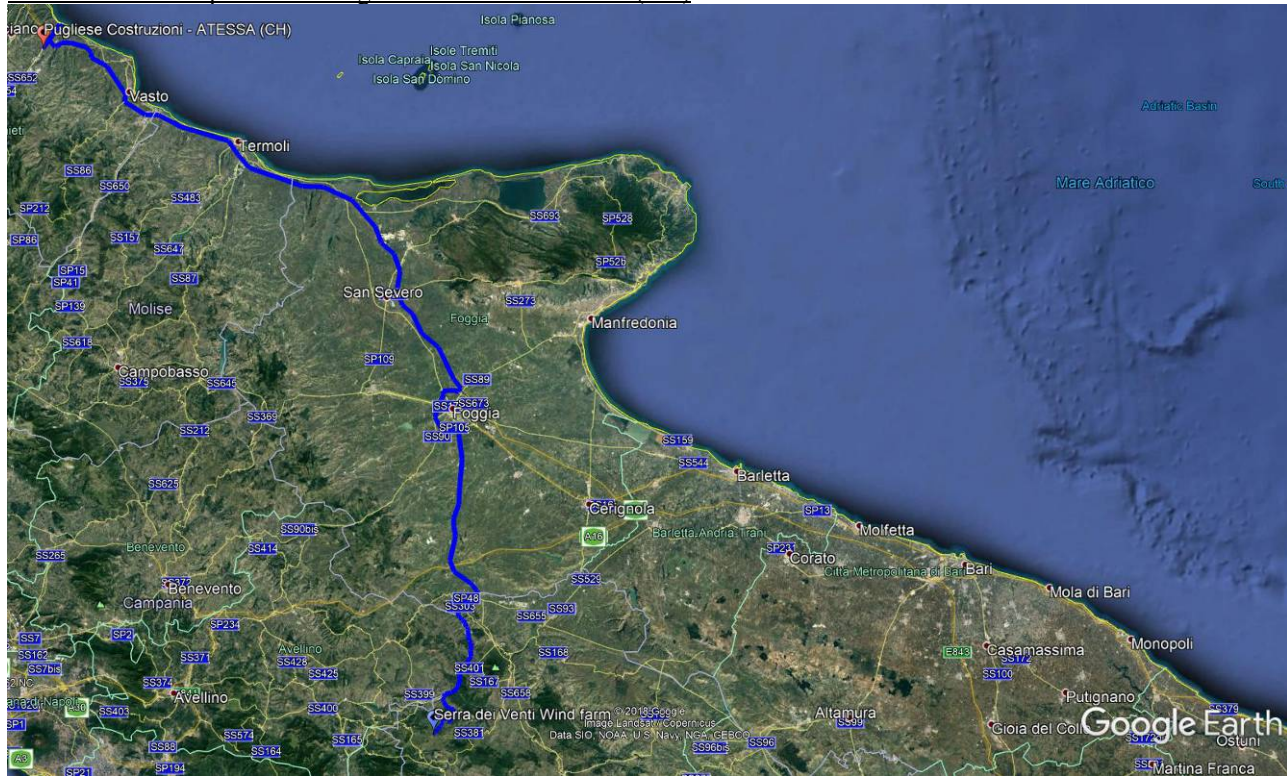 Isola Pianosa
Pugliese Costruzioni - ATESSA (CH)
Isole Tremiti
Isola Capraia
Isola San Nicola
Isola San Domino
SS652
Vasto
Adriatic Basin
Termoli
SS86
SS650
SS483
Mare Adriatico
South
SP212
SS693
SP528
SP86
SS157
SS647
SP15
SS87
SP41
SP526
SP139
Molise
San Severo
SS273
Foggia
Manfredonia
SS618
SP109
Campobasso
SS375
SS645
SS89
SS673
Foggia
SS369
SS212
SP105
SS90
SS159
SS544
Barletta
SS625
Cerignola
SP13
SS90bis
A16
Molfetta
Barletta-Andria-Trani
SP231
SS265
Benevento
SS414
Corato
Bari
Città Metropolitana di Bari
SS529
Benevento
Campania
SP48
SS303
SS93
Mola di Bari
SS7
SP2
SP234
SS655
SS162
SS371
Avellino
E843
Monopoli
SS7bis
SS428
SS168
Casamassima
SS172
SS425
SS401
SS167
SS100
SS374
SS658
Avellino
SS399
Putignano
SS403
SS400
Serra dei Venti Wind farm
© 2018 Google
Altamura
SS379
SP1
Image Landsat / Copernicus
SS99
SS574
SS165
SS381
Data SIO, NOAA, U.S. Navy, NGA, GEBCO
Gioia del Colle
Google Earth
SS88
SS164
SS96bis
SS96
Ostuni
A3
SP21
SP194
Martina Franca